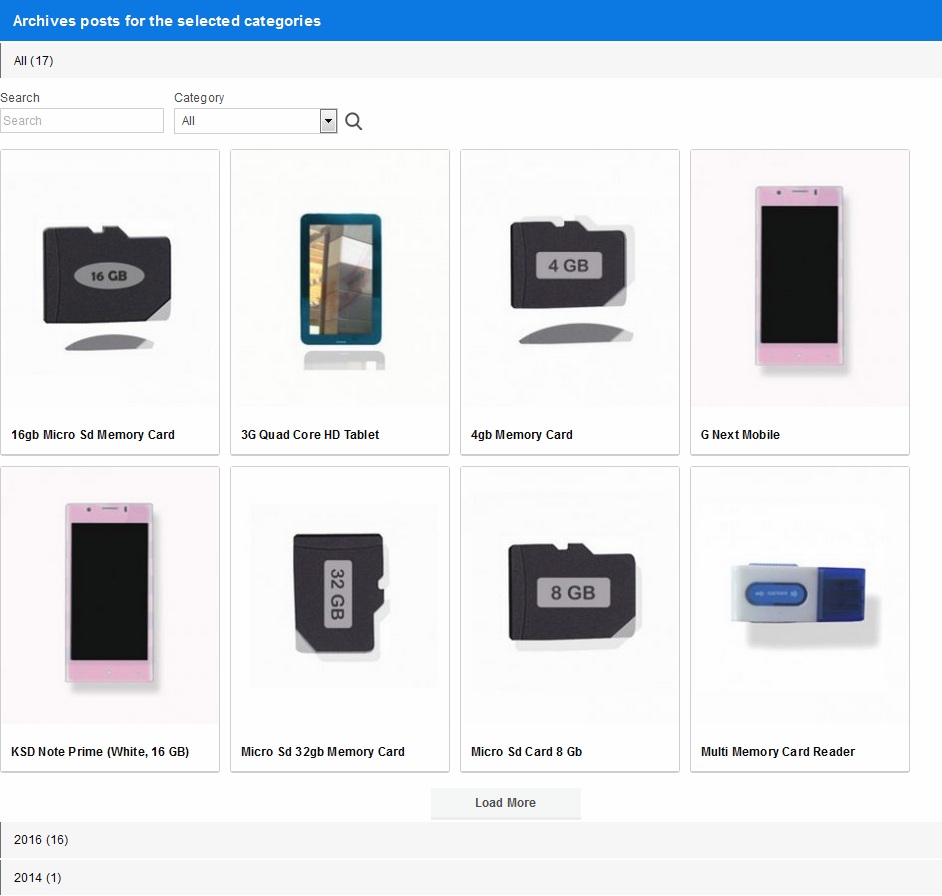 Archives posts for the selected categories
All (17)
Search Category
Search All
16 GB
4 GB
16gb Micro Sd Memory Card
3G Quad Core HD Tablet
4gb Memory Card
G Next Mobile
32 GB
8 GB
KSD Note Prime (White, 16 GB)
Micro Sd 32gb Memory Card
Micro Sd Card 8 Gb
Multi Memory Card Reader
Load More
2016 (16)
2014 (1)